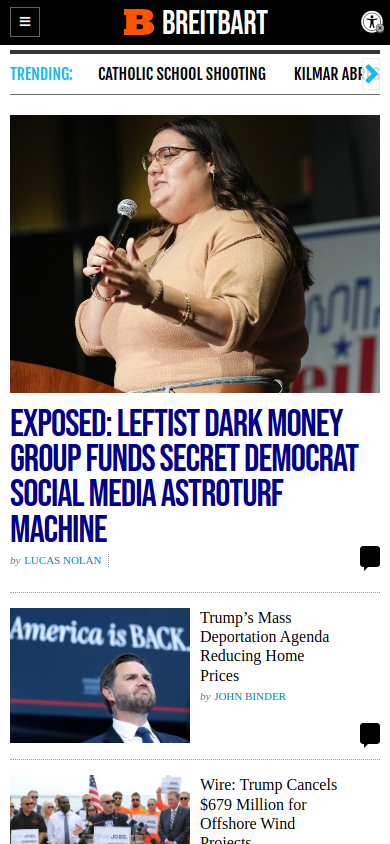 BREITBART
TRENDING: CATHOLIC SCHOOL SHOOTING KILMAR
EXPOSED: LEFTIST DARK MONEY
GROUP FUNDS SECRET DEMOCRAT
SOCIAL MEDIA ASTROTURF
MACHINE
by LUCAS NOLAN
America is BACK.
Trump’s Mass
Deportation Agenda
Reducing Home
Prices
by JOHN BINDER
Wire: Trump Cancels
$679 Million for
Offshore Wind
Projects